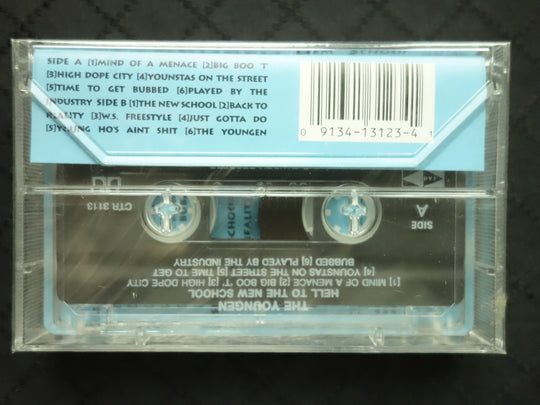 SIDE A [1]MIND OF A MENACE [2]BIG BOO 'T'
[3]HIGH DOPE CITY [4]YOUNSTAS ON THE STREET
[5]TIME TO GET BUBBED [6]PLAYED BY THE
INDUSTRY SIDE B [1]THE NEW SCHOOL [2]BACK TO
REALITY [3]W.S. FREESTYLE [4]JUST GOTTA DO
[5]YOUNG HO'S AINT SHIT [6]THE YOUNGEN
0 9134-13123-4 1
CTR 3113
SIDE
A
THE YOUNGEN
HELL TO THE NEW SCHOOL
[1] MIND OF A MENACE [2] BIG BOO "T" [3] HIGH DOPE CITY
[4] YOUNSTAS ON THE STREET [5] TIME TO GET
BUBBED [6] PLAYED BY THE INDUSTRY